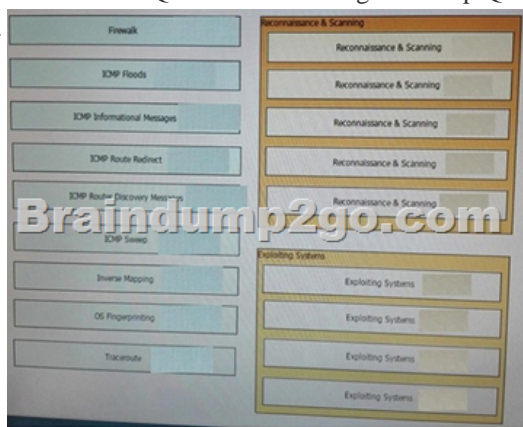 Firewalk
ICMP Floods
ICMP Informational Messages
ICMP Route Redirect
ICMP Router Discovery Messages
ICMP Sweep
Inverse Mapping
OS Fingerprinting
Traceroute
Reconnaissance & Scanning
Reconnaissance & Scanning
Reconnaissance & Scanning
Reconnaissance & Scanning
Reconnaissance & Scanning
Reconnaissance & Scanning
Exploiting Systems
Exploiting Systems
Exploiting Systems
Exploiting Systems
Exploiting Systems
Braindump2go.com